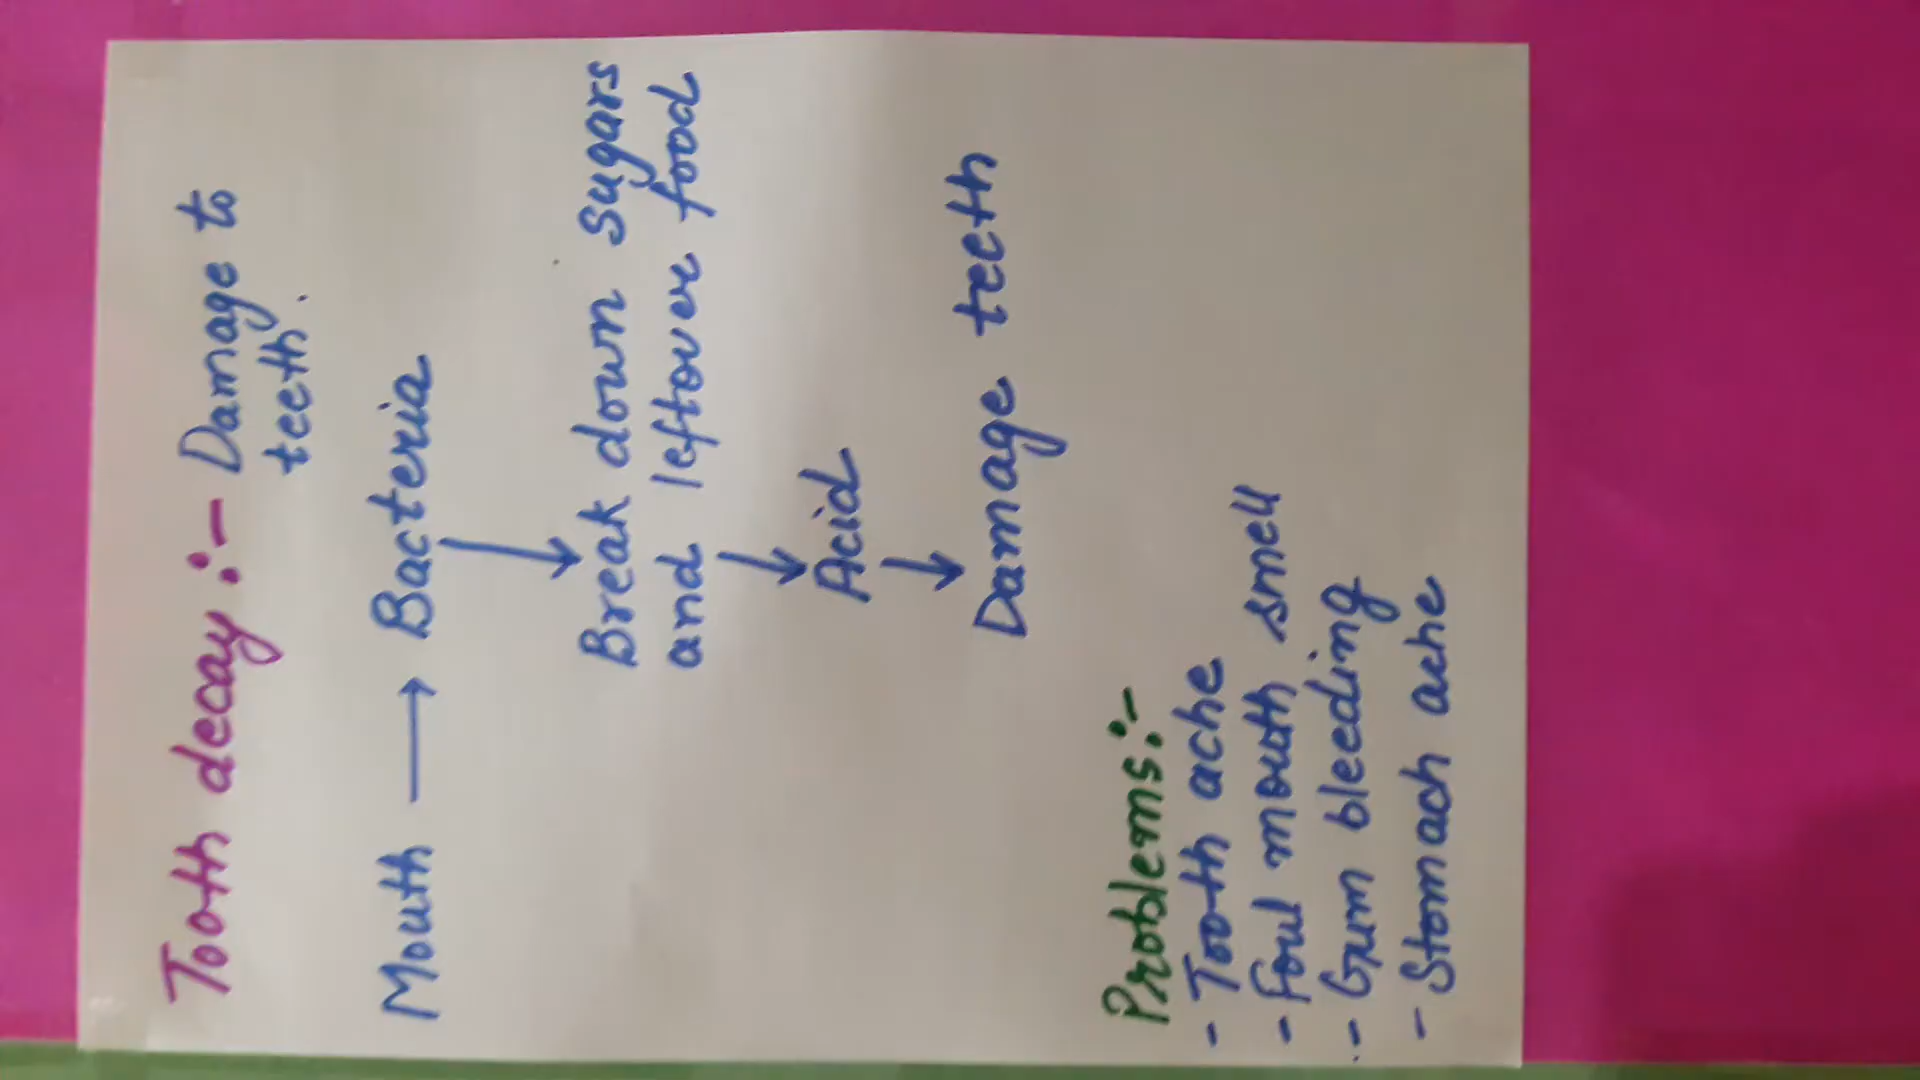 Tooth decay:- Damage to
teeth.
Mouth → Bacteria
↓
Break down sugars
and leftover food
↓
Acid
↓
Damage teeth
Problems:-
- Tooth ache
- Foul mouth smell
- Gum bleeding
- Stomach ache